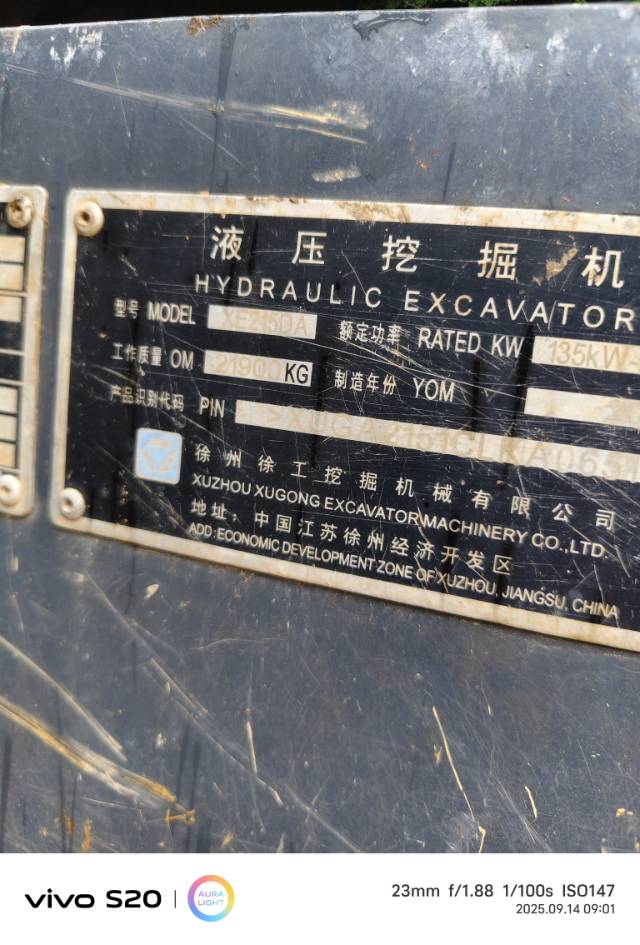 液压挖掘机
HYDRAULIC EXCAVATOR
型号 MODEL XE215DA 额定功率 RATED KW 135kW
工作质量 OM 21900KG 制造年份 YOM
产品识别代码 PIN
徐州徐工挖掘机械有限公司
XUZHOU XUGONG EXCAVATOR MACHINERY CO., LTD.
地址：中国江苏徐州经济开发区
ADD: ECONOMIC DEVELOPMENT ZONE OF XUZHOU, JIANGSU, CHINA
vivo S20 | AURA LIGHT 23mm f/1.88 1/100s ISO147
2025.09.14 09:01